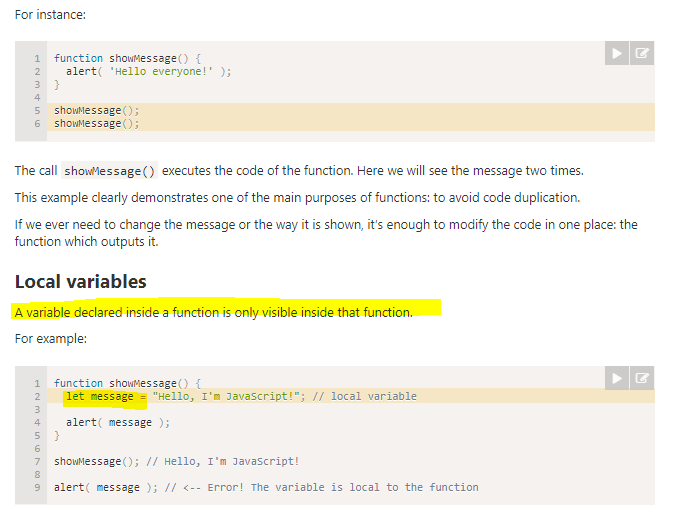 For instance:
1 function showMessage() {
2   alert( 'Hello everyone!' );
3 }
4
5 showMessage();
6 showMessage();
The call showMessage() executes the code of the function. Here we will see the message two times.
This example clearly demonstrates one of the main purposes of functions: to avoid code duplication.
If we ever need to change the message or the way it is shown, it's enough to modify the code in one place: the
function which outputs it.
Local variables
A variable declared inside a function is only visible inside that function.
For example:
1 function showMessage() {
2   let message = "Hello, I'm JavaScript!"; // local variable
3
4   alert( message );
5 }
6
7 showMessage(); // Hello, I'm JavaScript!
8
9 alert( message ); // <-- Error! The variable is local to the function